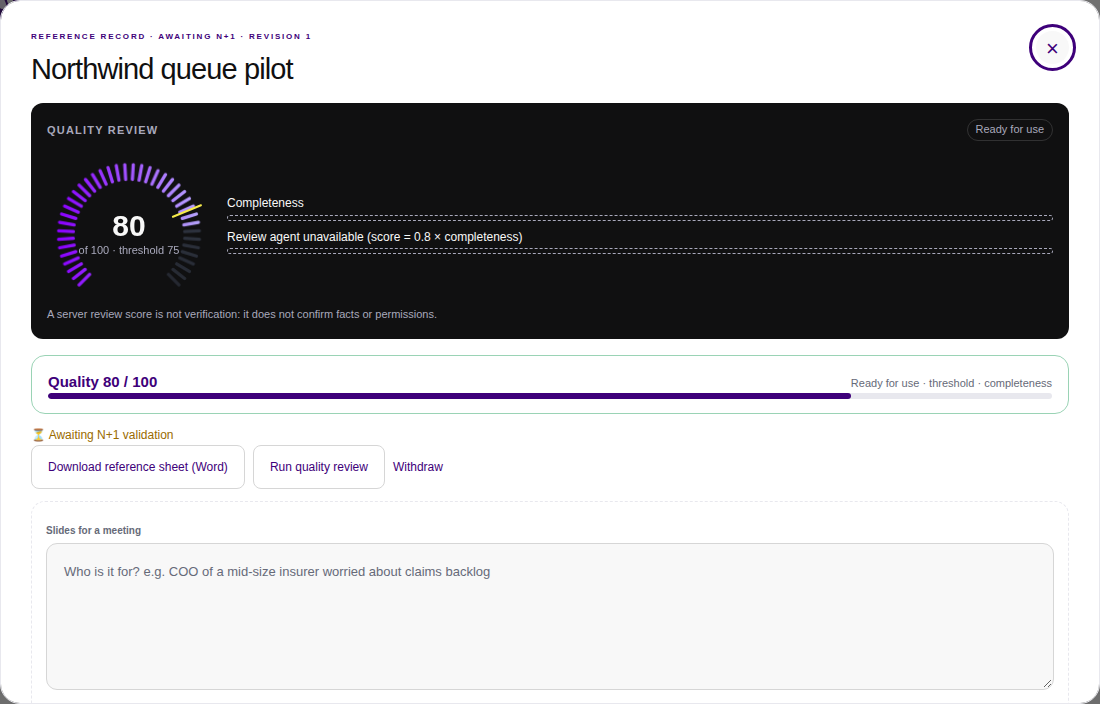 REFERENCE RECORD · AWAITING N+1 · REVISION 1
Northwind queue pilot
×
QUALITY REVIEW
Ready for use
80
of 100 · threshold 75
Completeness
Review agent unavailable (score = 0.8 × completeness)
A server review score is not verification: it does not confirm facts or permissions.
Quality 80 / 100
Ready for use · threshold · completeness
⏳ Awaiting N+1 validation
Download reference sheet (Word)
Run quality review
Withdraw
Slides for a meeting
Who is it for? e.g. COO of a mid-size insurer worried about claims backlog